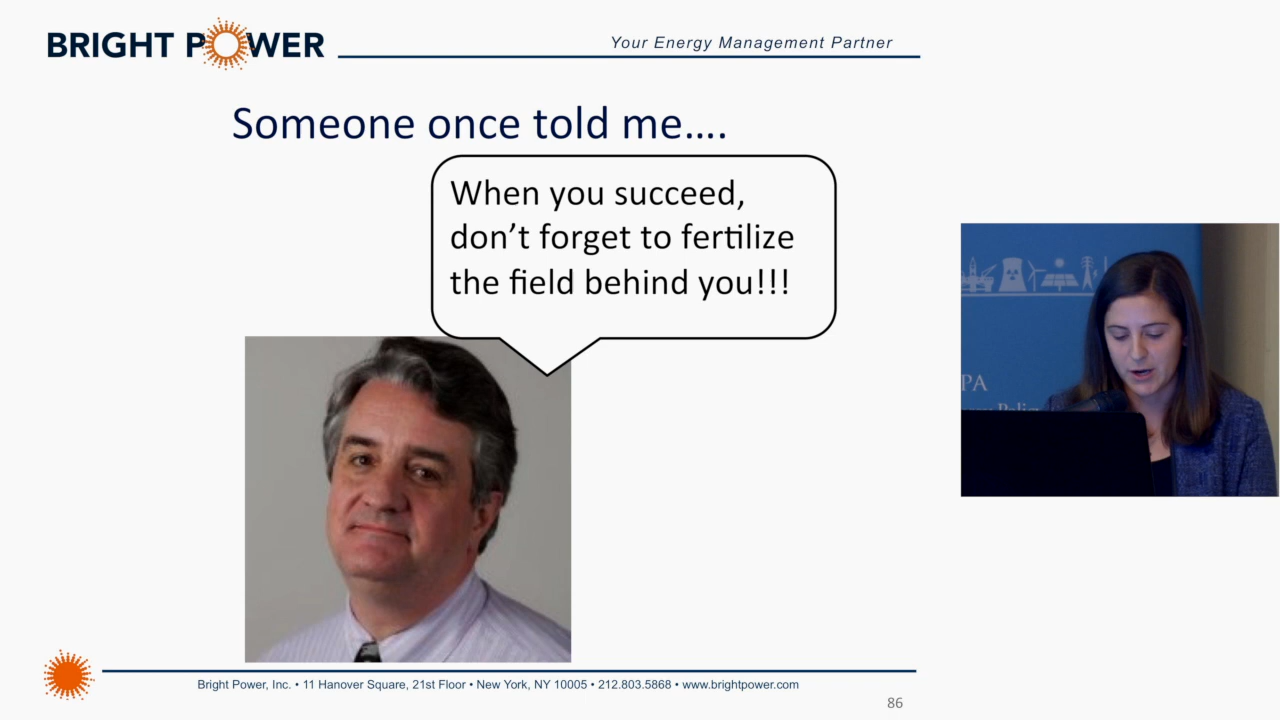 BRIGHT POWER
Your Energy Management Partner
Someone once told me....
When you succeed,
don't forget to fertilize
the field behind you!!!
PA
Bright Power, Inc. • 11 Hanover Square, 21st Floor • New York, NY 10005 • 212.803.5868 • www.brightpower.com
86